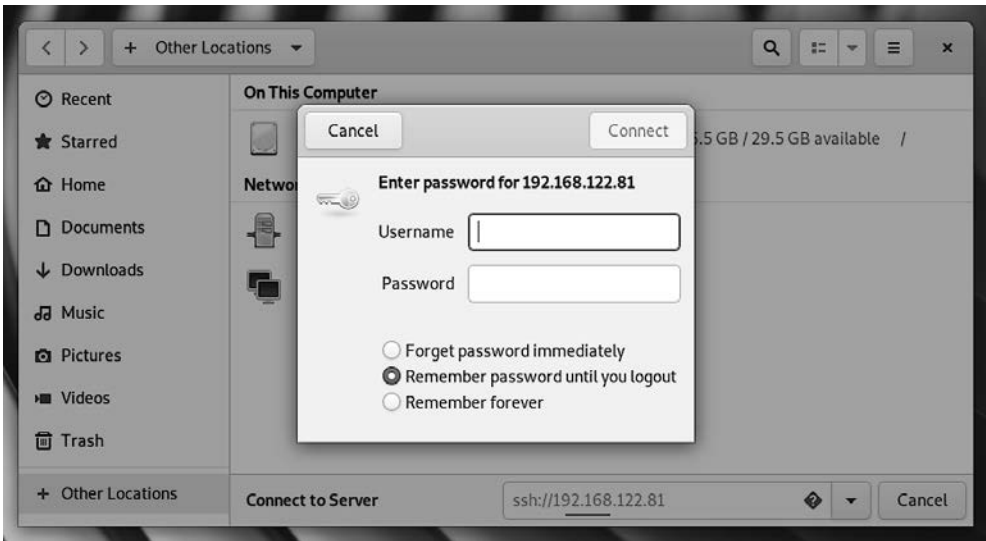 + Other Locations
Recent
Starred
Home
Documents
Downloads
Music
Pictures
Videos
Trash
+ Other Locations
On This Computer
.5 GB / 29.5 GB available /
Cancel
Connect
Enter password for 192.168.122.81
Username
Password
Forget password immediately
Remember password until you logout
Remember forever
Connect to Server
ssh://192.168.122.81
Cancel